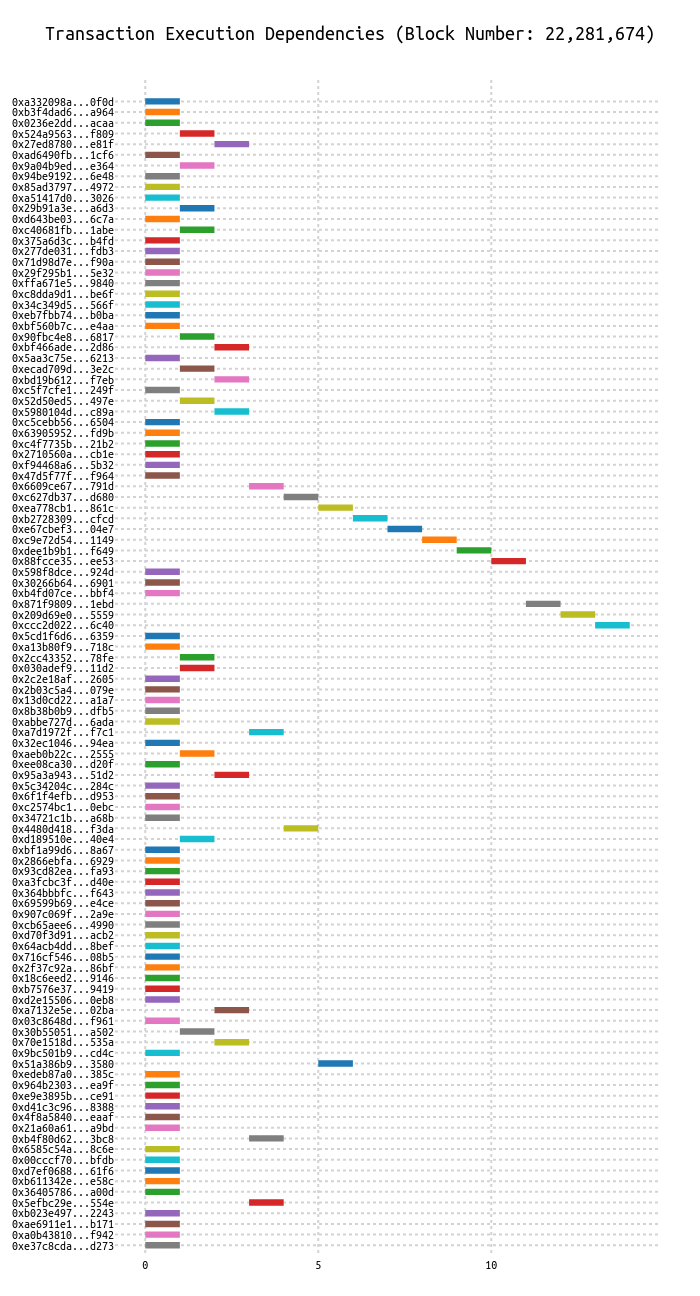 Transaction Execution Dependencies (Block Number: 22,281,674)
0xa332098a...0f0d
0xb3f4dad6...a964
0x0236e2dd...acaa
0x524a9563...f809
0x27ed8780...e81f
0xad6490fb...1cf6
0x9a04b9ed...e364
0x94be9192...6e48
0x85ad3797...4972
0xa51417d0...3026
0x29b91a3e...a6d3
0xd643be03...6c7a
0xc40681fb...1abe
0x375a6d3c...b4fd
0x277de031...fdb3
0x71d98d7e...f90a
0x29f295b1...5e32
0xffa671e5...9840
0xc8dda9d1...be6f
0x34c349d5...566f
0xeb7fbb74...b0ba
0xbf560b7c...e4aa
0x90fbc4e8...6817
0xbf466ade...2d86
0x5aa3c75e...6213
0xecad709d...3e2c
0xbd19b612...f7eb
0xc5f7cfe1...249f
0x52d50ed5...497e
0x5980104d...c89a
0xc5cebb56...6504
0x63905952...fd9b
0xc4f7735b...21b2
0x2710560a...cb1e
0xf94468a6...5b32
0x47d5f77f...f964
0x6609ce67...791d
0xc627db37...d680
0xea778cb1...861c
0xb2728309...cfcd
0xe67cbef3...04e7
0xc9e72d54...1149
0xdee1b9b1...f649
0x88fcce35...ee53
0x598f8dce...924d
0x30266b64...6901
0xb4fd07ce...bbf4
0x871f9809...1ebd
0x209d69e0...5559
0xccc2d022...6c40
0x5cd1f6d6...6359
0xa13b80f9...718c
0x2cc43352...78fe
0x030adef9...11d2
0x2c2e18af...2605
0x2b03c5a4...079e
0x13d0cd22...a1a7
0x8b38b0b9...dfb5
0xabbe727d...6ada
0xa7d1972f...f7c1
0x32ec1046...94ea
0xaeb0b22c...2555
0xee08ca30...d20f
0x95a3a943...51d2
0x5c34204c...284c
0x6f1f4efb...d953
0xc2574bc1...0ebc
0x34721c1b...a68b
0x4480d418...f3da
0xd189510e...40e4
0xbf1a99d6...8a67
0x2866ebfa...6929
0x93cd82ea...fa93
0xa3fcbc3f...d40e
0x364bbbfc...f643
0x69599b69...e4ce
0x907c069f...2a9e
0xcb65aee6...4990
0xd70f3d91...acb2
0x64acb4dd...8bef
0x716cf546...08b5
0x2f37c92a...86bf
0x18c6eed2...9146
0xb7576e37...9419
0xd2e15506...0eb8
0xa7132e5e...02ba
0x03c8648d...f961
0x30b55051...a502
0x70e1518d...535a
0x9bc501b9...cd4c
0x51a386b9...3580
0xedeb87a0...385c
0x964b2303...ea9f
0xe9e3895b...ce91
0xd41c3c96...8388
0x4f8a5840...eaaf
0x21a60a61...a9bd
0xb4f80d62...3bc8
0x6585c54a...8c6e
0x00cccf70...bfdb
0xd7ef0688...61f6
0xb611342e...e58c
0x36405786...a00d
0x5efbc29e...554e
0xb023e497...2243
0xae6911e1...b171
0xa0b43810...f942
0xe37c8cda...d273
0 5 10